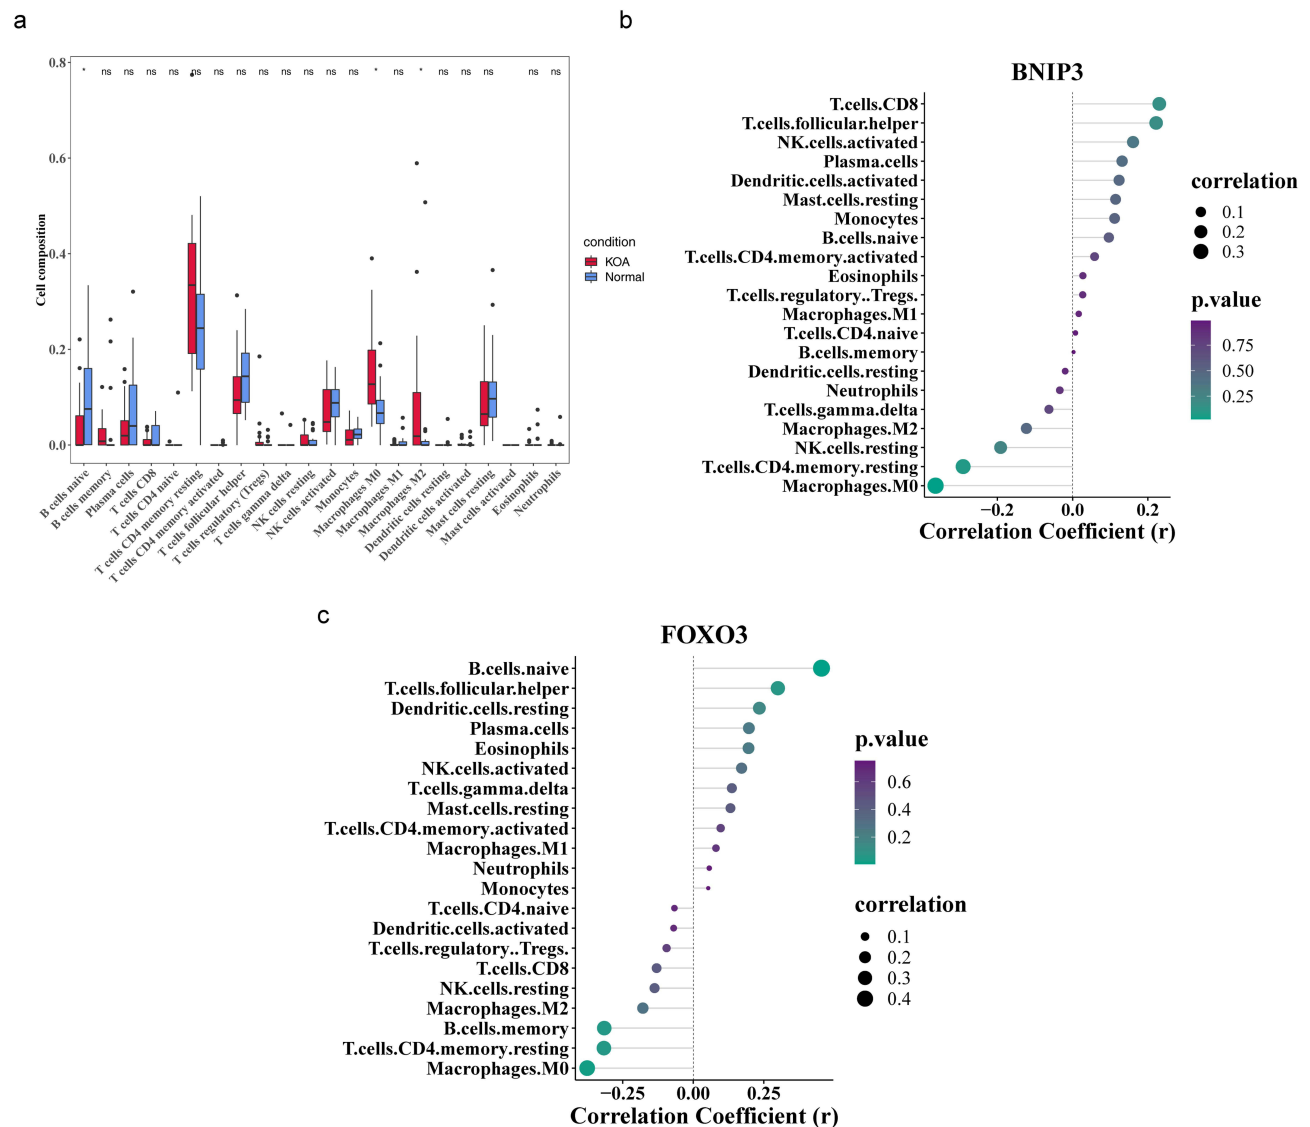 a
0.8
0.6
0.4
0.2
0.0
Cell composition
* ns ns ns ns ns ns ns ns ns ns ns ns * ns * ns ns ns ns ns
B cells naive
B cells memory
Plasma cells
T cells CD8
T cells CD4 naive
T cells CD4 memory resting
T cells CD4 memory activated
T cells follicular helper
T cells regulatory (Tregs)
T cells gamma delta
NK cells resting
NK cells activated
Monocytes
Macrophages M0
Macrophages M1
Macrophages M2
Dendritic cells resting
Dendritic cells activated
Mast cells resting
Mast cells activated
Eosinophils
Neutrophils
condition
KOA
Normal
b
BNIP3
T.cells.CD8
T.cells.follicular.helper
NK.cells.activated
Plasma.cells
Dendritic.cells.activated
Mast.cells.resting
Monocytes
B.cells.naive
T.cells.CD4.memory.activated
Eosinophils
T.cells.regulatory..Tregs.
Macrophages.M1
T.cells.CD4.naive
B.cells.memory
Dendritic.cells.resting
Neutrophils
T.cells.gamma.delta
Macrophages.M2
NK.cells.resting
T.cells.CD4.memory.resting
Macrophages.M0
−0.2 0.0 0.2
Correlation Coefficient (r)
correlation
0.1
0.2
0.3
p.value
0.75
0.50
0.25
c
FOXO3
B.cells.naive
T.cells.follicular.helper
Dendritic.cells.resting
Plasma.cells
Eosinophils
NK.cells.activated
T.cells.gamma.delta
Mast.cells.resting
T.cells.CD4.memory.activated
Macrophages.M1
Neutrophils
Monocytes
T.cells.CD4.naive
Dendritic.cells.activated
T.cells.regulatory..Tregs.
T.cells.CD8
NK.cells.resting
Macrophages.M2
B.cells.memory
T.cells.CD4.memory.resting
Macrophages.M0
−0.25 0.00 0.25
Correlation Coefficient (r)
p.value
0.6
0.4
0.2
correlation
0.1
0.2
0.3
0.4